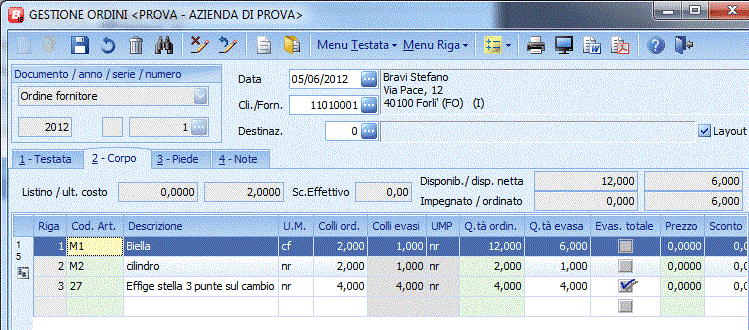 GESTIONE ORDINI <PROVA - AZIENDA DI PROVA>
Menu Testata Menu Riga
Documento / anno / serie / numero
Ordine fornitore
2012 1
Data 05/06/2012
Cli./Forn. 11010001
Destinaz. 0
Bravi Stefano
Via Pace, 12
40100 Forli' (FO) (I)
Layout
1 - Testata 2 - Corpo 3 - Piede 4 - Note
Listino / ult. costo 0,0000 2,0000 Sc.Effettivo 0,00
Disponib./ disp. netta 12,000 6,000
Impegnato / ordinato 0,000 6,000
Riga Cod. Art. Descrizione U.M. Colli ord. Colli evasi UMP Q.tà ordin. Q.tà evasa Evas. totale Prezzo Sconto
1 M1 Biella cf 2,000 1,000 nr 12,000 6,000 0,0000 0,0
2 M2 cilindro nr 2,000 1,000 nr 2,000 1,000 0,0000 0,0
3 27 Effige stella 3 punte sul cambio nr 4,000 4,000 nr 4,000 4,000 0,0000 0,0
1
5